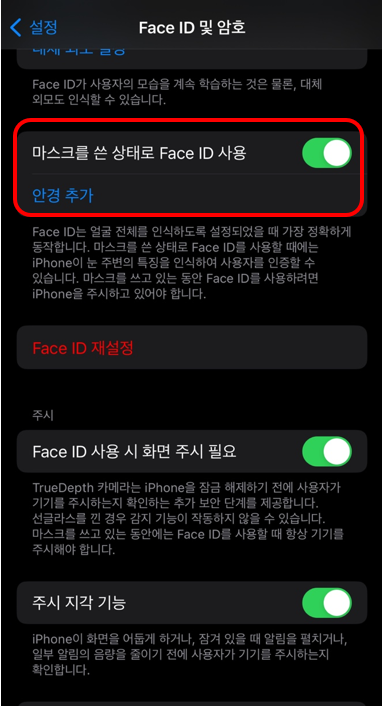 설정
Face ID 및 암호
대체 외모 설정
Face ID가 사용자의 모습을 계속 학습하는 것은 물론, 대체
외모도 인식할 수 있습니다.
마스크를 쓴 상태로 Face ID 사용
안경 추가
Face ID는 얼굴 전체를 인식하도록 설정되었을 때 가장 정확하게
동작합니다. 마스크를 쓴 상태로 Face ID를 사용할 때에는
iPhone이 눈 주변의 특징을 인식하여 사용자를 인증할 수
있습니다. 마스크를 쓰고 있는 동안 Face ID를 사용하려면
iPhone을 주시하고 있어야 합니다.
Face ID 재설정
주시
Face ID 사용 시 화면 주시 필요
TrueDepth 카메라는 iPhone을 잠금 해제하기 전에 사용자가
기기를 주시하는지 확인하는 추가 보안 단계를 제공합니다.
선글라스를 낀 경우 감지 기능이 작동하지 않을 수 있습니다.
마스크를 쓰고 있는 동안에는 Face ID를 사용할 때 항상 기기를
주시해야 합니다.
주시 지각 기능
iPhone이 화면을 어둡게 하거나, 잠겨 있을 때 알림을 펼치거나,
일부 알림의 음량을 줄이기 전에 사용자가 기기를 주시하는지
확인합니다.